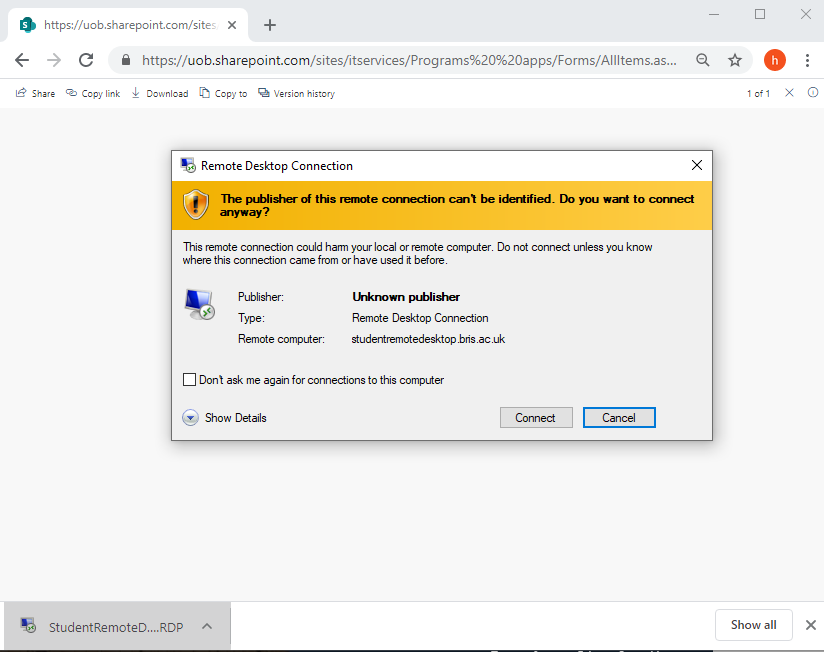 https://uob.sharepoint.com/sites
https://uob.sharepoint.com/sites/itservices/Programs%20%20apps/Forms/AllItems.as...
h
Share Copy link Download Copy to Version history 1 of 1
Remote Desktop Connection
The publisher of this remote connection can't be identified. Do you want to connect
anyway?
This remote connection could harm your local or remote computer. Do not connect unless you know
where this connection came from or have used it before.
Publisher: Unknown publisher
Type: Remote Desktop Connection
Remote computer: studentremotedesktop.bris.ac.uk
Don't ask me again for connections to this computer
Show Details Connect Cancel
StudentRemoteD....RDP Show all